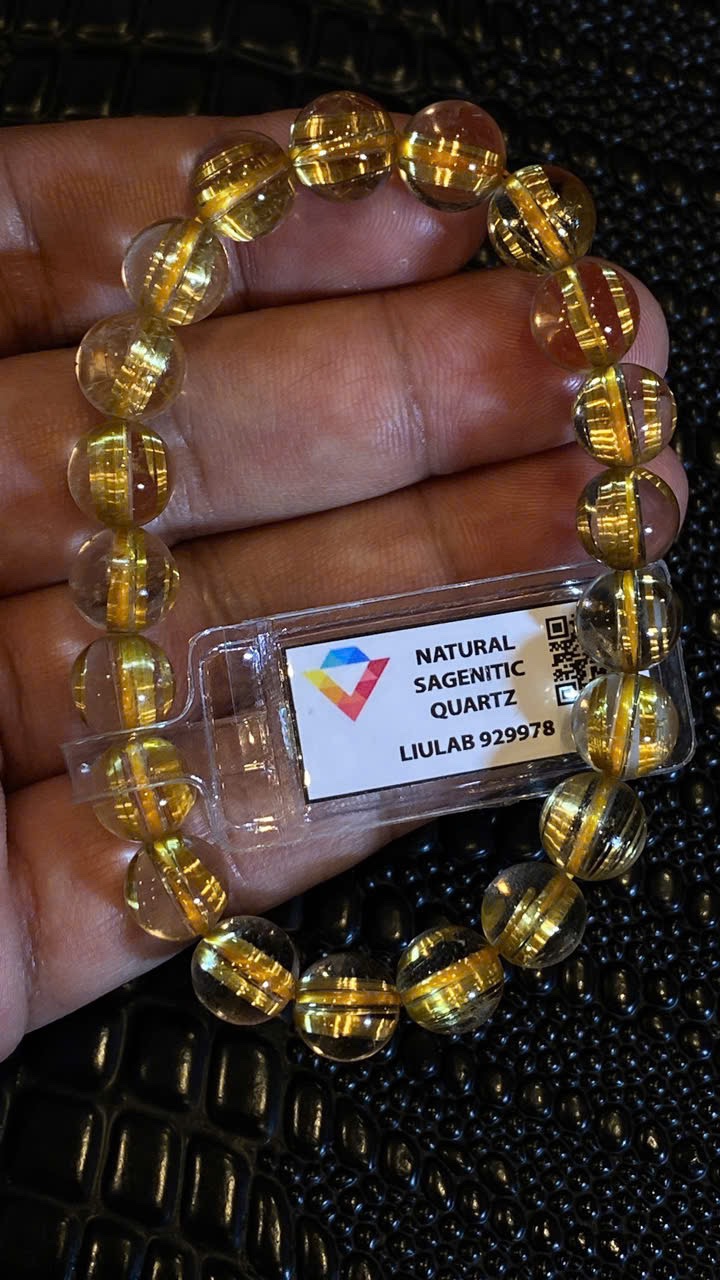 NATURAL
SAGENITIC
QUARTZ
LIULAB 929978